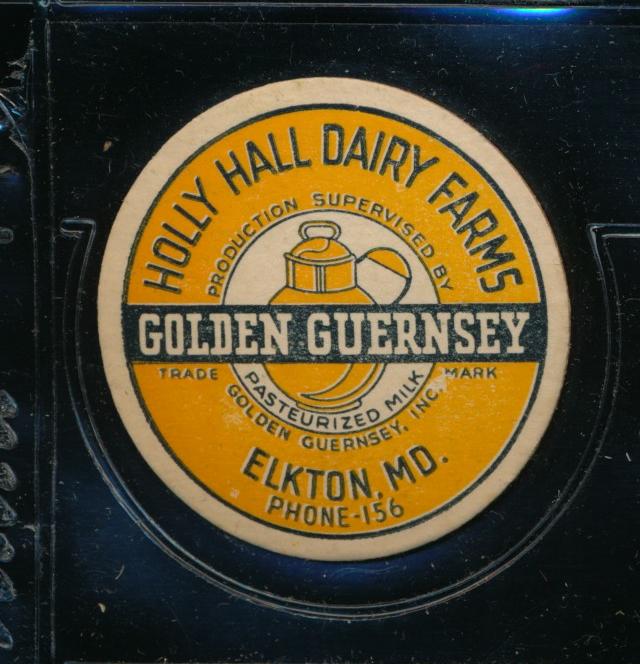 HOLLY HALL DAIRY FARMS
PRODUCTION SUPERVISED BY
GOLDEN GUERNSEY
TRADE MARK
PASTEURIZED MILK
GOLDEN GUERNSEY, INC.
ELKTON, MD.
PHONE-156